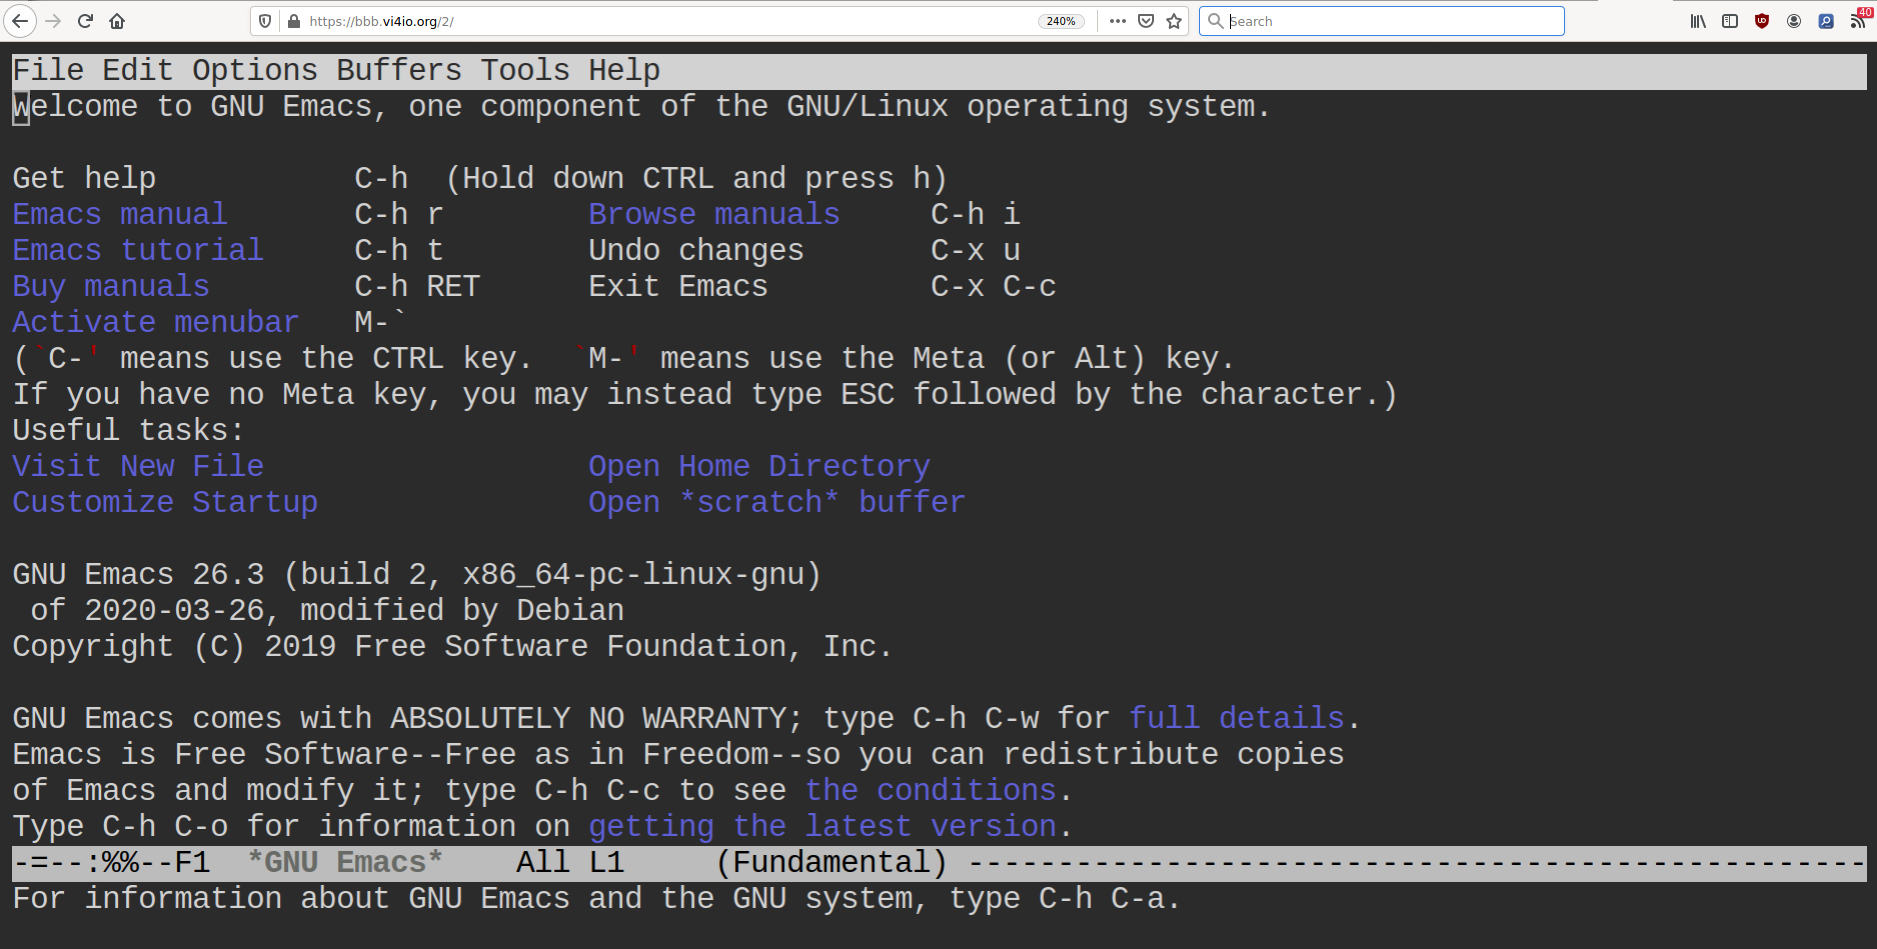 https://bbb.vi4io.org/2/ 240% Search 40
File Edit Options Buffers Tools Help
Welcome to GNU Emacs, one component of the GNU/Linux operating system.
Get help C-h (Hold down CTRL and press h)
Emacs manual C-h r Browse manuals C-h i
Emacs tutorial C-h t Undo changes C-x u
Buy manuals C-h RET Exit Emacs C-x C-c
Activate menubar M-`
(`C-' means use the CTRL key. `M-' means use the Meta (or Alt) key.
If you have no Meta key, you may instead type ESC followed by the character.)
Useful tasks:
Visit New File Open Home Directory
Customize Startup Open *scratch* buffer
GNU Emacs 26.3 (build 2, x86_64-pc-linux-gnu)
of 2020-03-26, modified by Debian
Copyright (C) 2019 Free Software Foundation, Inc.
GNU Emacs comes with ABSOLUTELY NO WARRANTY; type C-h C-w for full details.
Emacs is Free Software--Free as in Freedom--so you can redistribute copies
of Emacs and modify it; type C-h C-c to see the conditions.
Type C-h C-o for information on getting the latest version.
-=--:%%--F1 *GNU Emacs* All L1 (Fundamental) --------------------------------------------------
For information about GNU Emacs and the GNU system, type C-h C-a.